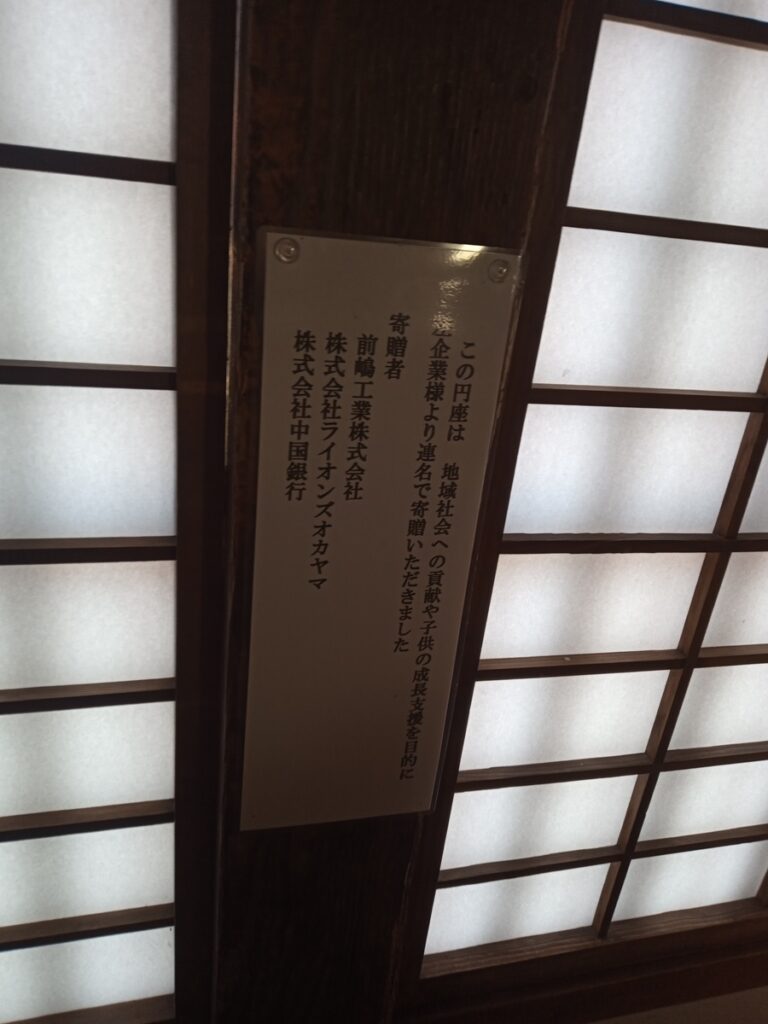 この円座は　地域社会への貢献や子供の成長支援を目的に
企業様より連名で寄贈いただきました
寄贈者
前嶋工業株式会社
株式会社ライオンズオカヤマ
株式会社中国銀行